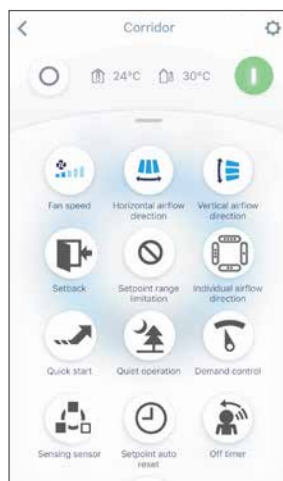 Corridor
24°C 30°C
Fan speed
Horizontal airflow
direction
Vertical airflow
direction
Setback
Setpoint range
limitation
Individual airflow
direction
Quick start
Quiet operation
Demand control
Sensing sensor
Setpoint auto
reset
Off timer